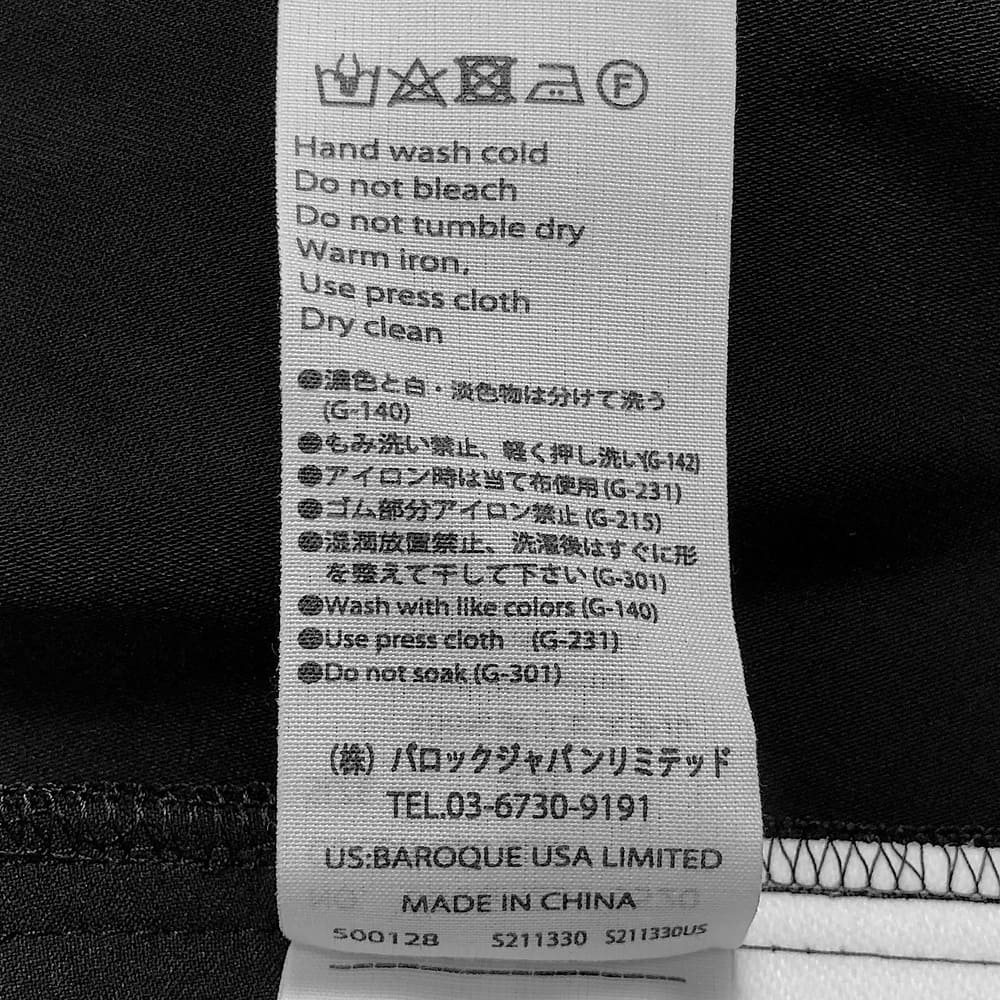 F
Hand wash cold
Do not bleach
Do not tumble dry
Warm iron,
Use press cloth
Dry clean
●濃色と白・淡色物は分けて洗う
(G-140)
●もみ洗い禁止、軽く押し洗い(G-142)
●アイロン時は当て布使用(G-231)
●ゴム部分アイロン禁止(G-215)
●湿潤放置禁止、洗濯後はすぐに形
を整えて干して下さい(G-301)
●Wash with like colors (G-140)
●Use press cloth (G-231)
●Do not soak (G-301)
(株) バロックジャパンリミテッド
TEL.03-6730-9191
US:BAROQUE USA LIMITED
MADE IN CHINA
500128 S211330 S211330US